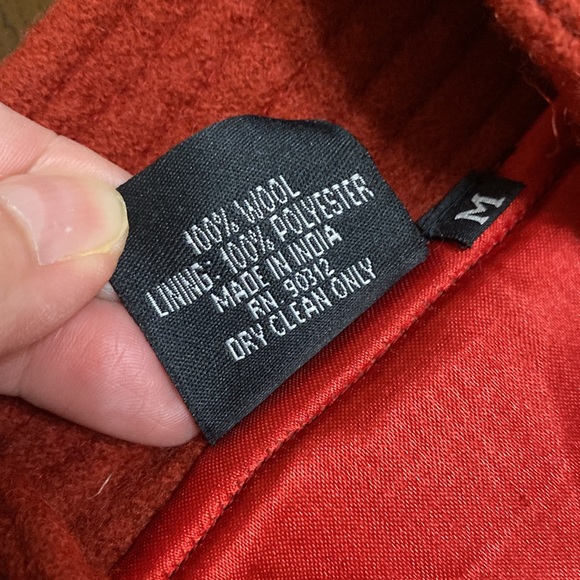 100% WOOL
LINING: 100% POLYESTER
MADE IN INDIA
RN 90312
DRY CLEAN ONLY
M